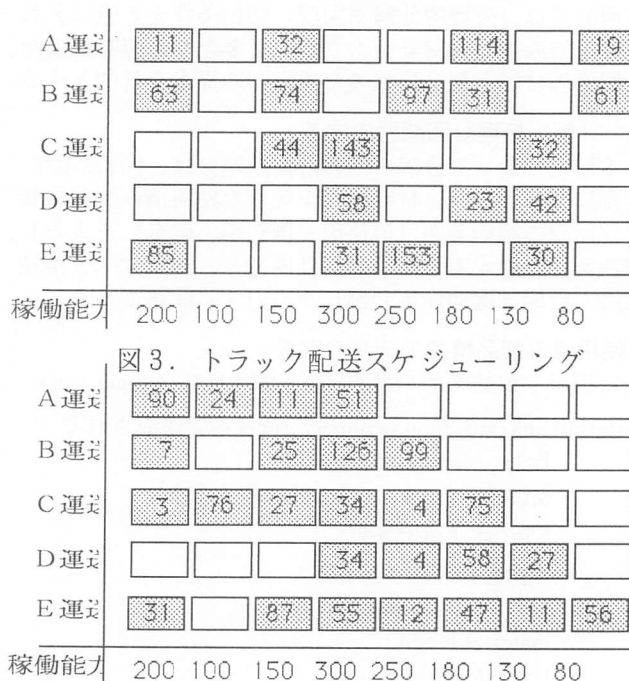 A運送 11 32 114 19
B運送 63 74 97 31 61
C運送 44 143 32
D運送 58 23 42
E運送 85 31 153 30
稼働能力 200 100 150 300 250 180 130 80
図3. トラック配送スケジューリング
A運送 90 24 11 51
B運送 7 25 126 99
C運送 3 76 27 34 4 75
D運送 34 4 58 27
E運送 31 87 55 12 47 11 56
稼働能力 200 100 150 300 250 180 130 80